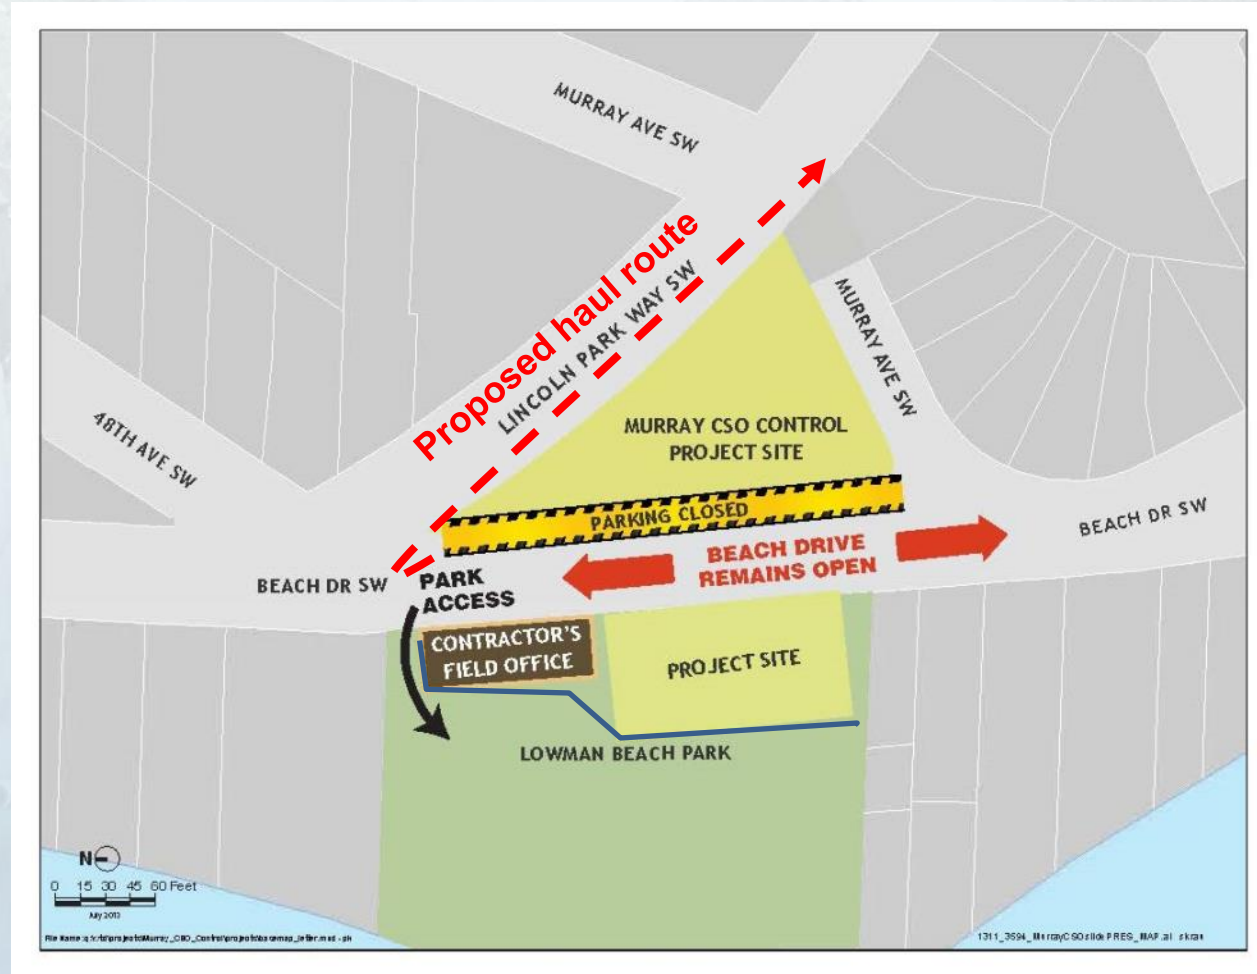 MURRAY AVE SW
Proposed haul route
LINCOLN PARK WAY SW
MURRAY AVE SW
48TH AVE SW
MURRAY CSO CONTROL
PROJECT SITE
PARKING CLOSED
BEACH DR SW
BEACH DRIVE
REMAINS OPEN
BEACH DR SW
PARK
ACCESS
CONTRACTOR'S
FIELD OFFICE
PROJECT SITE
LOWMAN BEACH PARK
N
0 15 30 45 60 Feet
July 2013
File Name